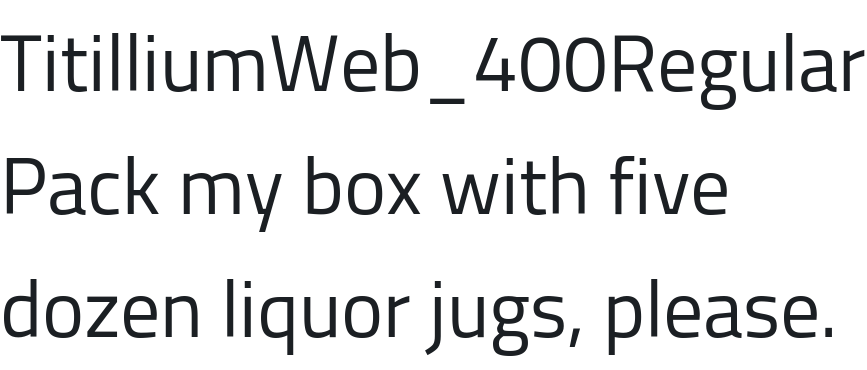 TitilliumWeb_400Regular
Pack my box with five
dozen liquor jugs, please.